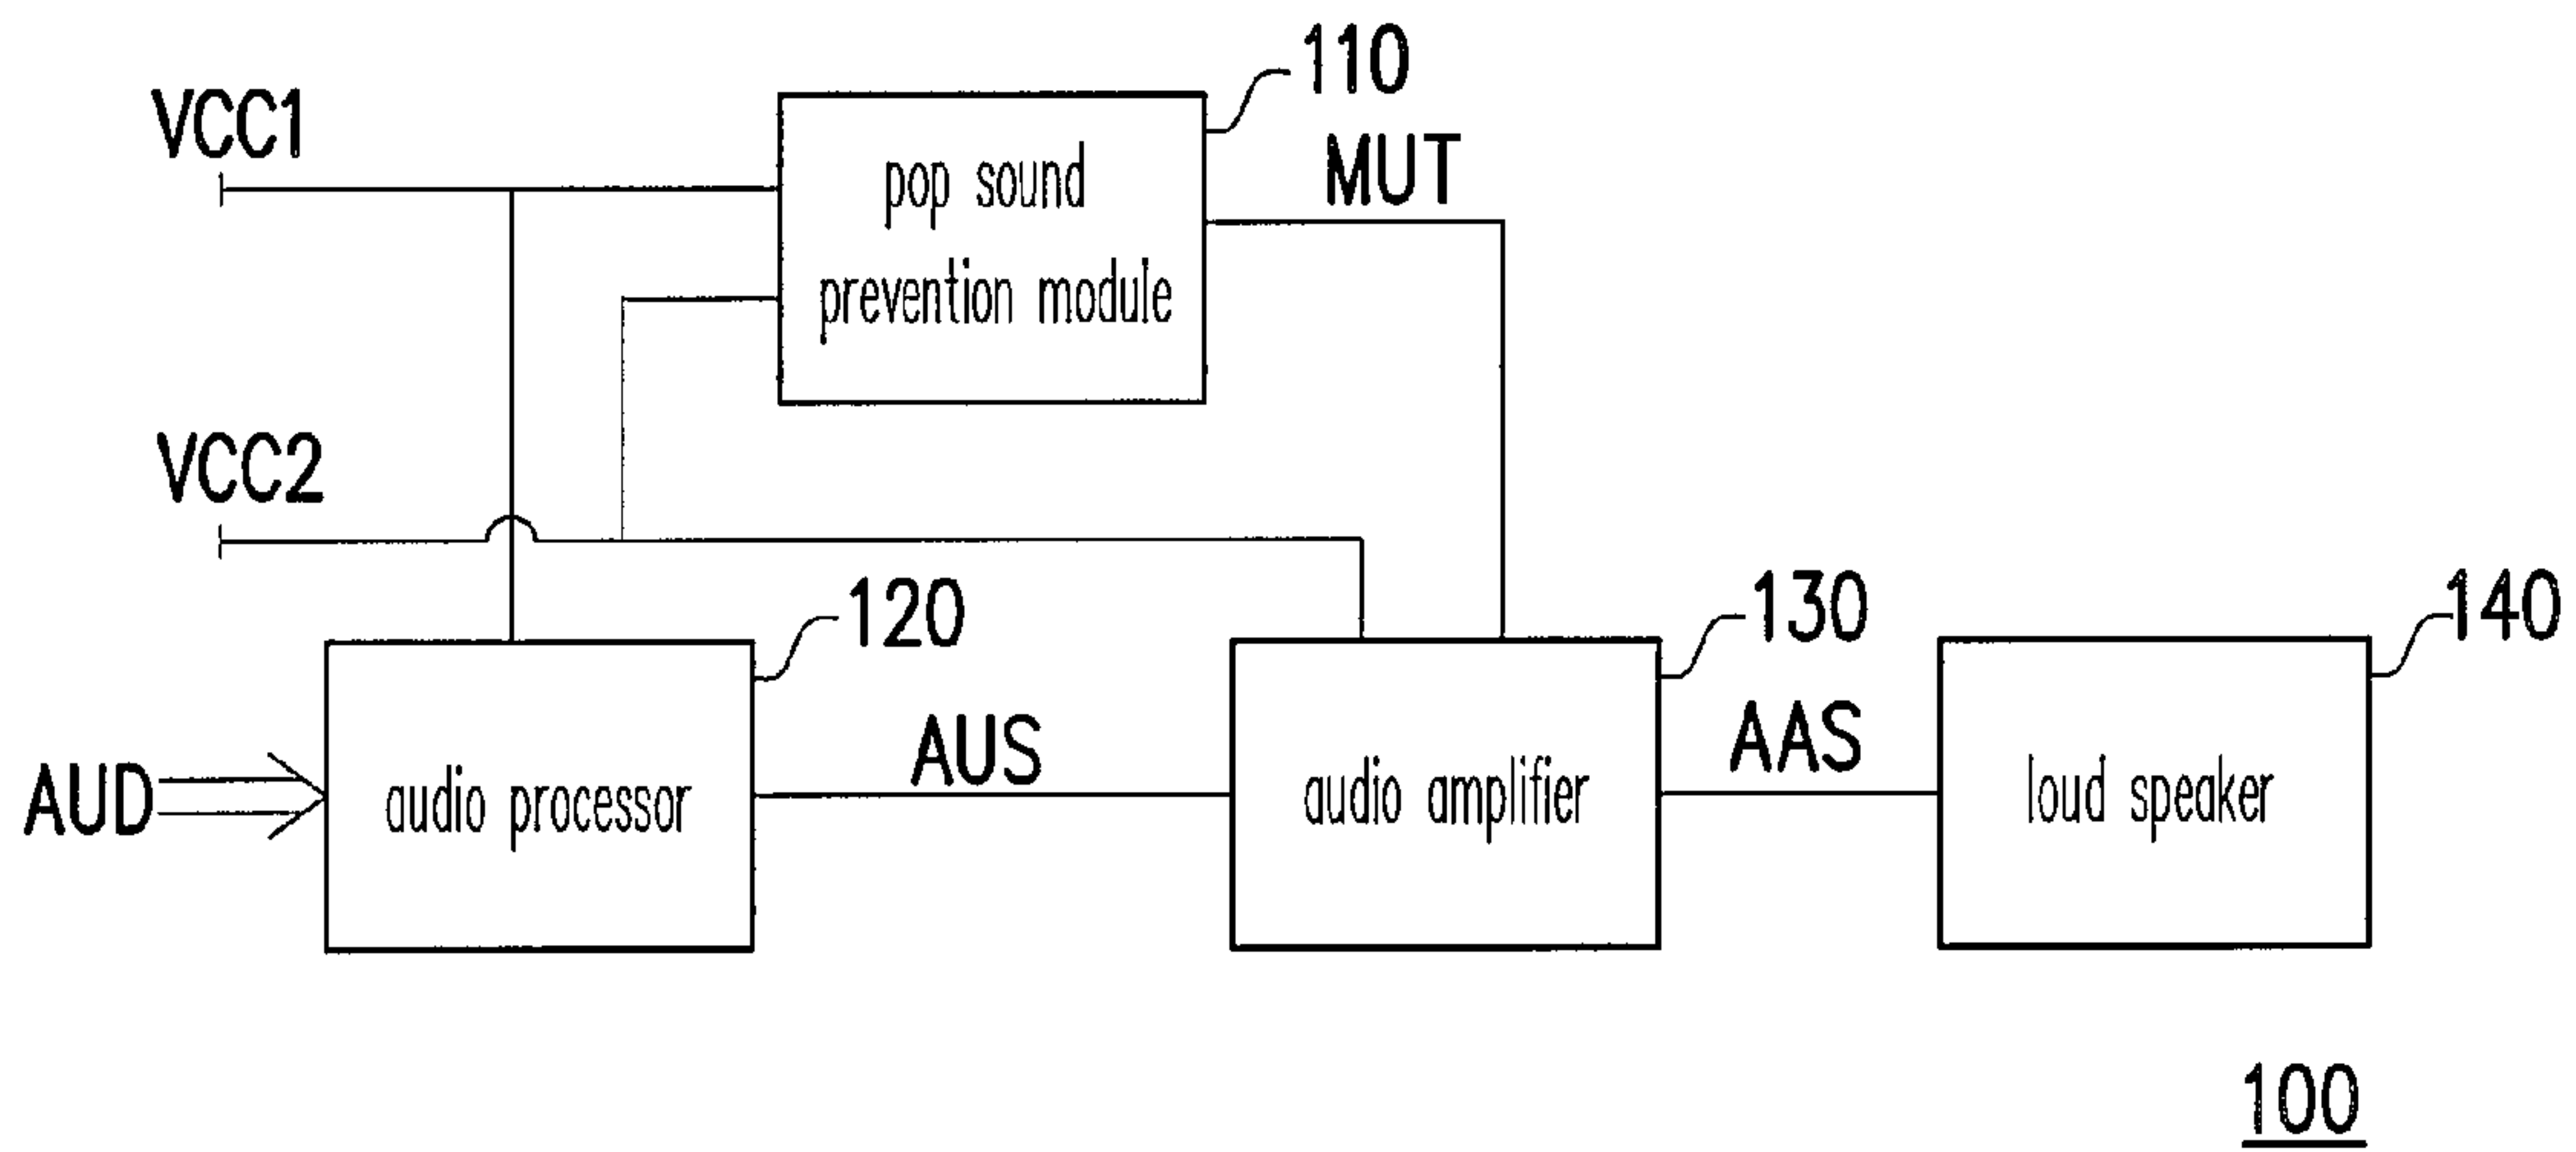 110
VCC1
pop sound
prevention module
MUT
VCC2
120
130
140
AUD
audio processor
AUS
audio amplifier
AAS
loud speaker
100